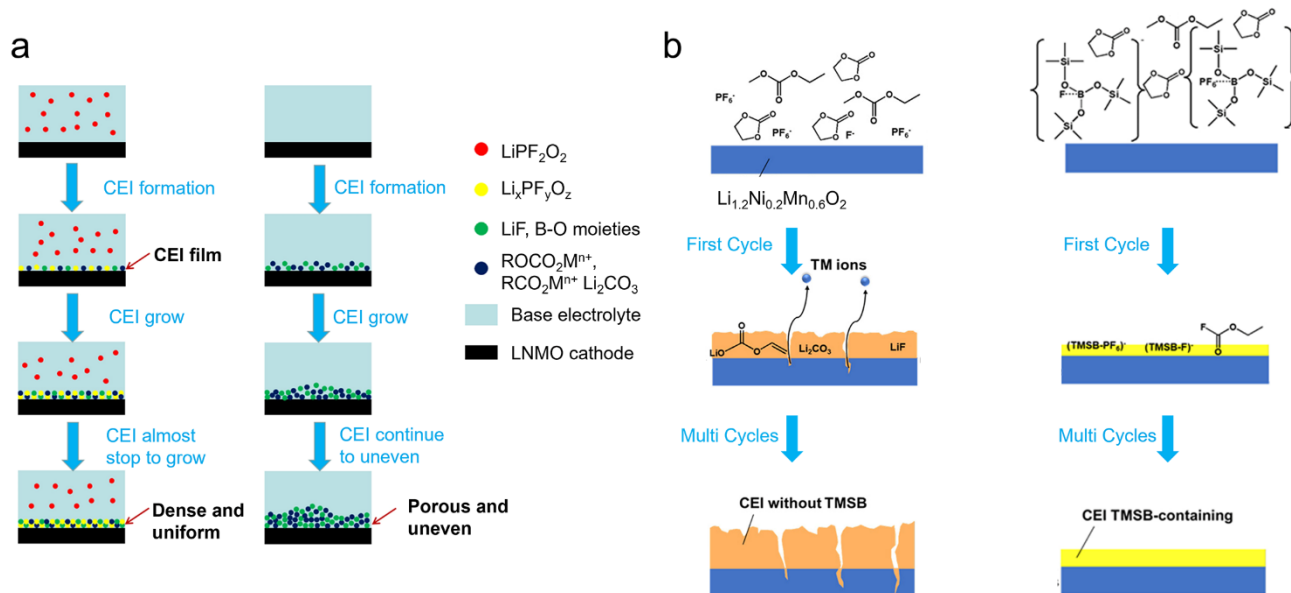 a
CEI formation
CEI formation
CEI film
CEI grow
CEI grow
CEI almost
stop to grow
CEI continue
to uneven
Dense and
uniform
Porous and
uneven
LiPF₂O₂
LiₓPFᵧO_z
LiF, B-O moieties
ROCO₂Mⁿ⁺,
RCO₂Mⁿ⁺ Li₂CO₃
Base electrolyte
LNMO cathode
b
O
O
O
O
O
O
PF₆⁻
O
O
O
O
O
O
O
O
PF₆⁻
O
O
O
F⁻
PF₆⁻
Li₁.₂Ni₀.₂Mn₀.₆O₂
First Cycle
TM ions
O
LiO
O
Li₂CO₃
LiF
Multi Cycles
CEI without TMSB
Si
O
F
B
O
Si
O
Si
-
O
O
O
O
O
O
O
O
O
O
O
O
Si
O
PF₆
B
O
Si
O
Si
-
First Cycle
F
O
O
(TMSB-PF₆)⁻
(TMSB-F)⁻
Multi Cycles
CEI TMSB-containing